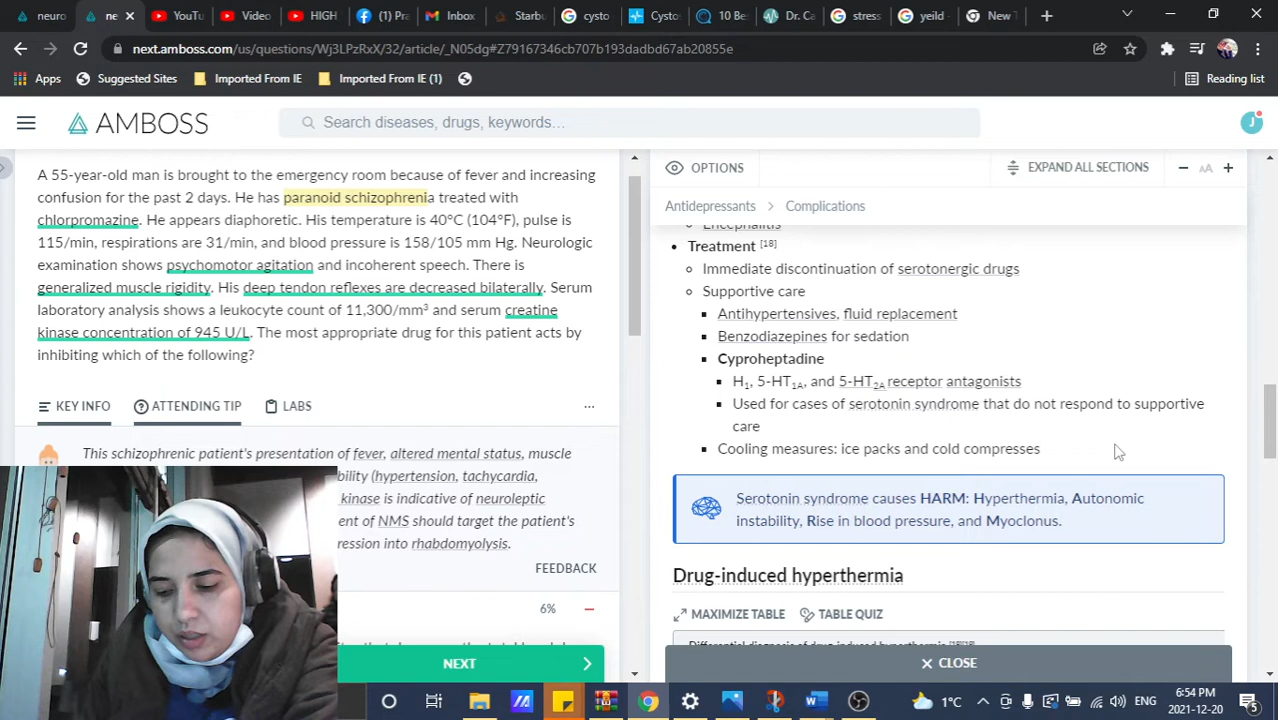 neuro
ne
YouTu
Video
HIGH
(1) Pra
Inbox
Starbu
cysto
Cysto
10 Be
Dr. Ca
stress
yeild -
New T
next.amboss.com/us/questions/Wj3LPzRxX/32/article/_N05dg#Z79167346cb707b193dadbd67ab20855e
Apps
Suggested Sites
Imported From IE
Imported From IE (1)
Reading list
AMBOSS
Search diseases, drugs, keywords…
J
A 55-year-old man is brought to the emergency room because of fever and increasing
confusion for the past 2 days. He has paranoid schizophrenia treated with
chlorpromazine. He appears diaphoretic. His temperature is 40°C (104°F), pulse is
115/min, respirations are 31/min, and blood pressure is 158/105 mm Hg. Neurologic
examination shows psychomotor agitation and incoherent speech. There is
generalized muscle rigidity. His deep tendon reflexes are decreased bilaterally. Serum
laboratory analysis shows a leukocyte count of 11,300/mm³ and serum creatine
kinase concentration of 945 U/L. The most appropriate drug for this patient acts by
inhibiting which of the following?
KEY INFO
ATTENDING TIP
LABS
...
This schizophrenic patient's presentation of fever, altered mental status, muscle
bility (hypertension, tachycardia,
kinase is indicative of neuroleptic
ent of NMS should target the patient's
ression into rhabdomyolysis.
FEEDBACK
6%
NEXT
OPTIONS
EXPAND ALL SECTIONS
AA
Antidepressants > Complications
Encephalitis
Treatment [18]
Immediate discontinuation of serotonergic drugs
Supportive care
Antihypertensives, fluid replacement
Benzodiazepines for sedation
Cyproheptadine
H1, 5-HT1A, and 5-HT2A receptor antagonists
Used for cases of serotonin syndrome that do not respond to supportive
care
Cooling measures: ice packs and cold compresses
Serotonin syndrome causes HARM: Hyperthermia, Autonomic
instability, Rise in blood pressure, and Myoclonus.
Drug-induced hyperthermia
MAXIMIZE TABLE
TABLE QUIZ
Differential diagnosis of drug-induced hyperthermia
CLOSE
1°C
ENG
6:54 PM
2021-12-20
5